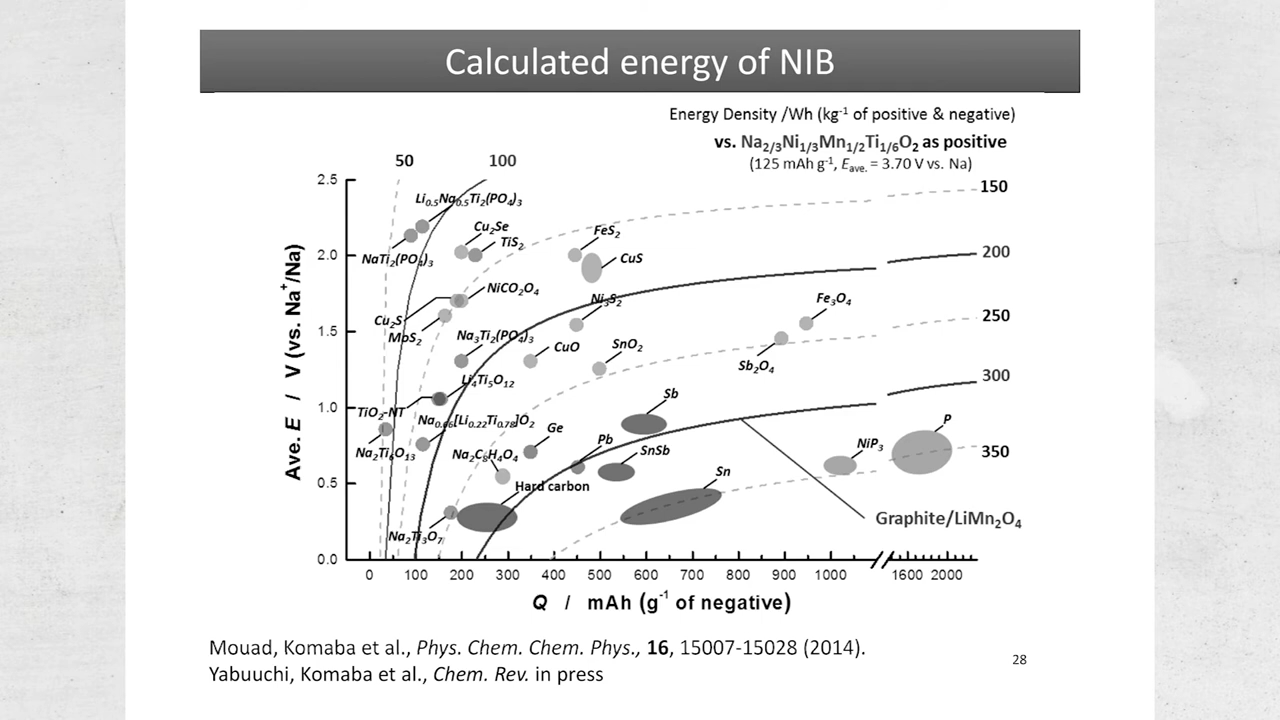 Calculated energy of NIB
Energy Density /Wh (kg⁻¹ of positive & negative)
vs. Na₂/₃Ni₁/₃Mn₁/₂Ti₁/₆O₂ as positive
(125 mAh g⁻¹, Eave. = 3.70 V vs. Na)
50
100
150
200
250
300
350
2.5
2.0
1.5
1.0
0.5
0.0
Ave. E / V (vs. Na⁺/Na)
Li₀.₅Na₀.₅Ti₂(PO₄)₃
NaTi₂(PO₄)₃
Cu₂Se
TiS₂
FeS₂
CuS
NiCO₂O₄
Cu₂S
MoS₂
Ni₃S₂
Fe₃O₄
Na₃Ti₂(PO₄)₃
CuO
SnO₂
Sb₂O₄
Li₄Ti₅O₁₂
TiO₂-NT
Na₀.₆₆[Li₀.₂₂Ti₀.₇₈]O₂
Sb
Na₂Ti₆O₁₃
Na₂C₈H₄O₄
Ge
Pb
SnSb
Sn
NiP₃
P
Hard carbon
Na₂Ti₃O₇
Graphite/LiMn₂O₄
0 100 200 300 400 500 600 700 800 900 1000 1600 2000
Q / mAh (g⁻¹ of negative)
Mouad, Komaba et al., Phys. Chem. Chem. Phys., 16, 15007-15028 (2014).
Yabuuchi, Komaba et al., Chem. Rev. in press
28